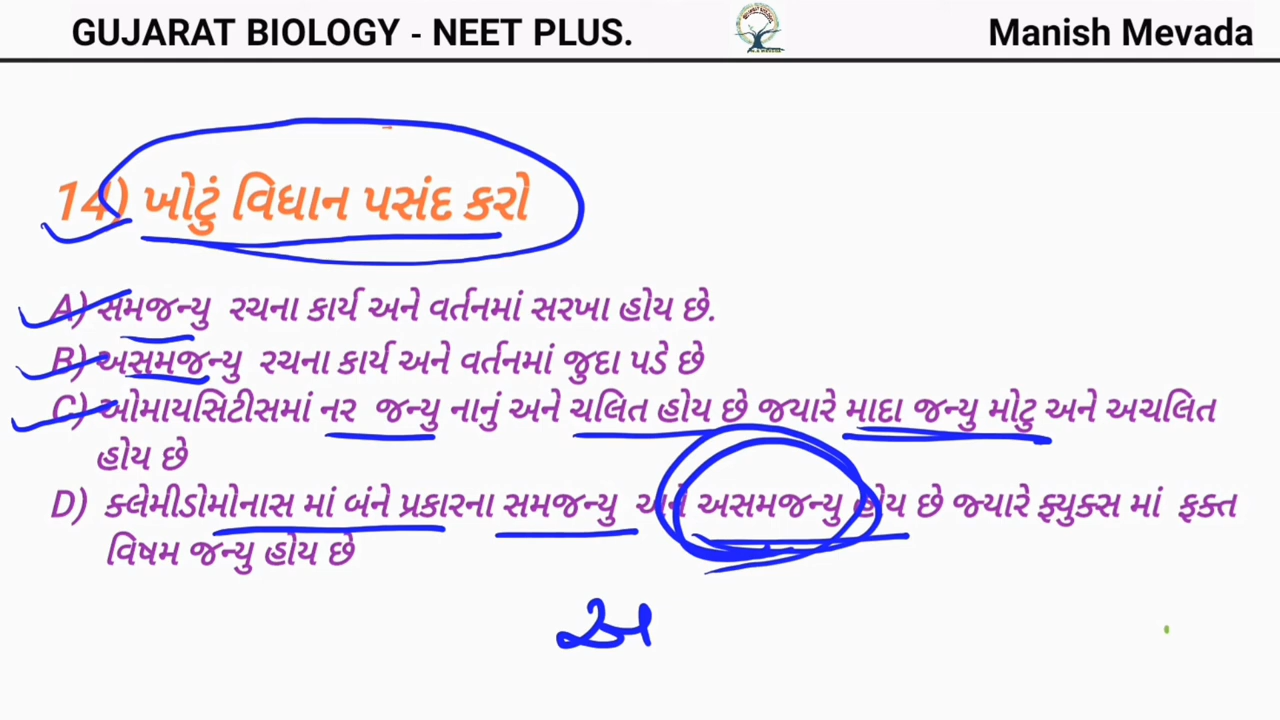 GUJARAT BIOLOGY - NEET PLUS.
Manish Mevada
14) ખોટું વિધાન પસંદ કરો
A) સમજન્યુ રચના કાર્ય અને વર્તનમાં સરખા હોય છે.
B) અસમજન્યુ રચના કાર્ય અને વર્તનમાં જુદા પડે છે
C) ઓમાયસિટીસમાં નર જન્યુ નાનું અને ચલિત હોય છે જયારે માદા જન્યુ મોટુ અને અચલિત
હોય છે
D) ક્લેમીડોમોનાસ માં બંને પ્રકારના સમજન્યુ અને અસમજન્યુ હોય છે જ્યારે ફ્યુક્સ માં ફક્ત
વિષમ જન્યુ હોય છે
અ